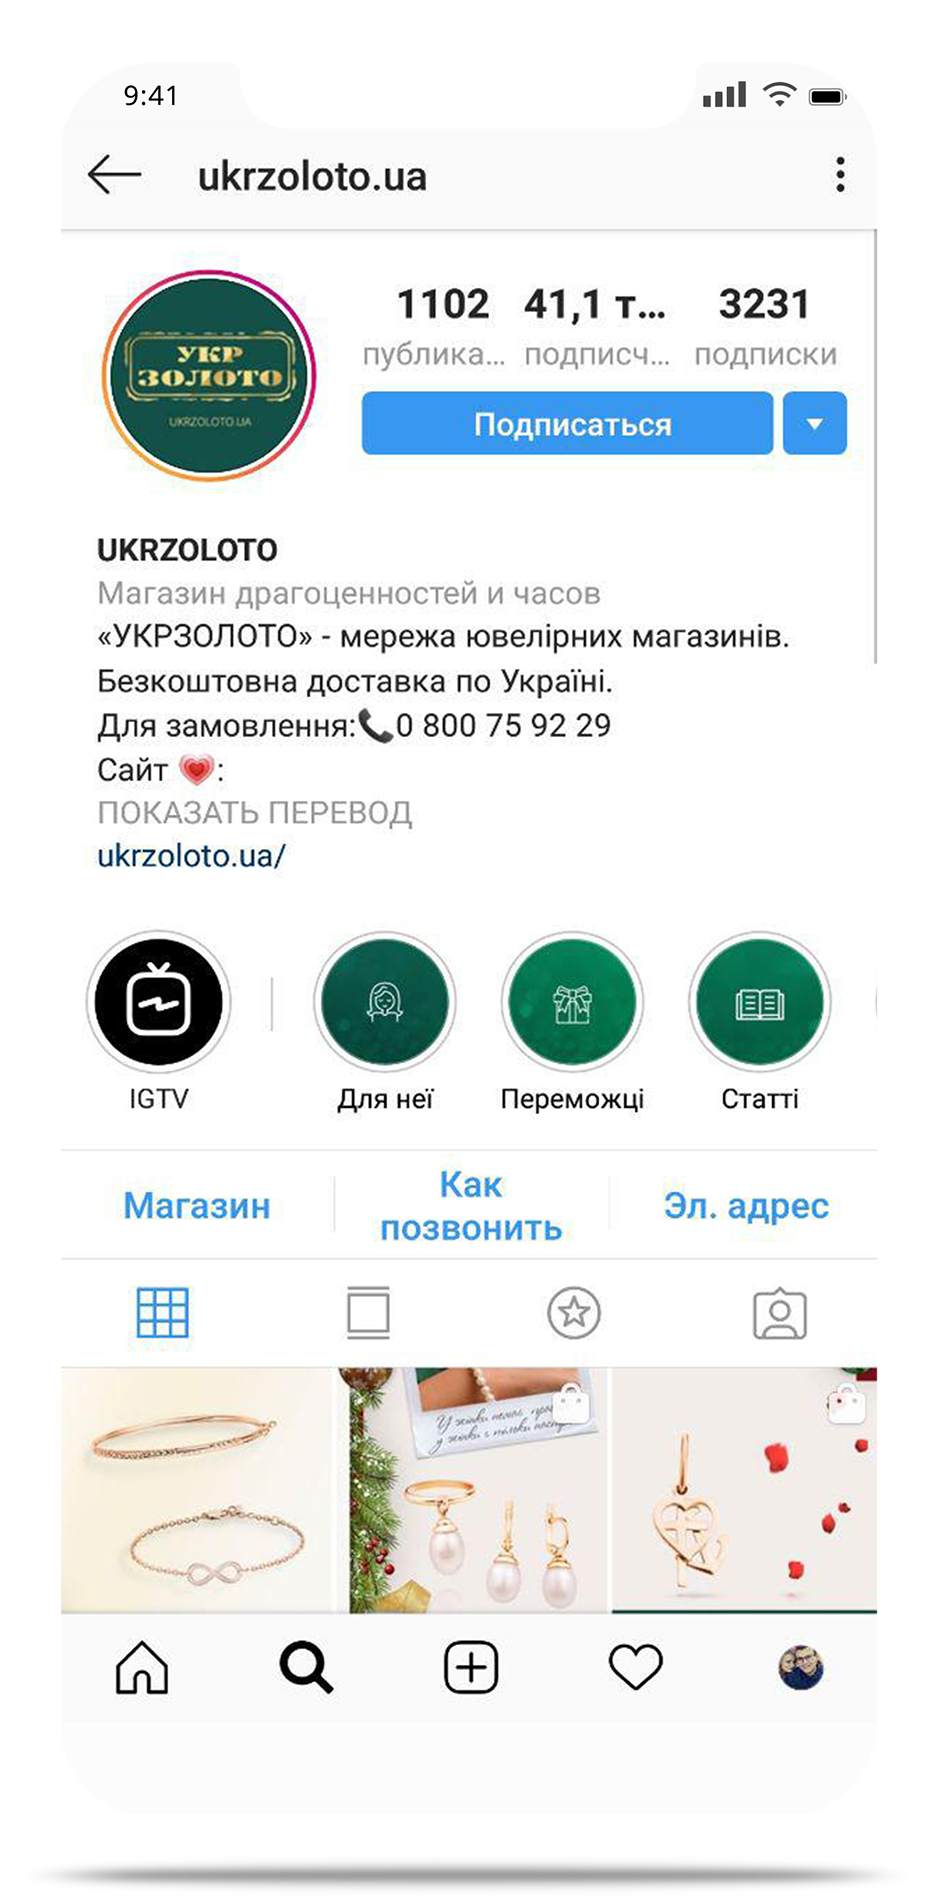 9:41
ukrzoloto.ua
1102 41,1 т... 3231
публика... подписч... подписки
УКР
ЗОЛОТО
UKRZOLOTO.UA
Подписаться
UKRZOLOTO
Магазин драгоценностей и часов
«УКРЗОЛОТО» - мережа ювелірних магазинів.
Безкоштовна доставка по Україні.
Для замовлення:📞0 800 75 92 29
Сайт 💗:
ПОКАЗАТЬ ПЕРЕВОД
ukrzoloto.ua/
IGTV Для неї Переможці Статті
Магазин
Как
позвонить
Эл. адрес
У жінки немає
у жінки є тільки